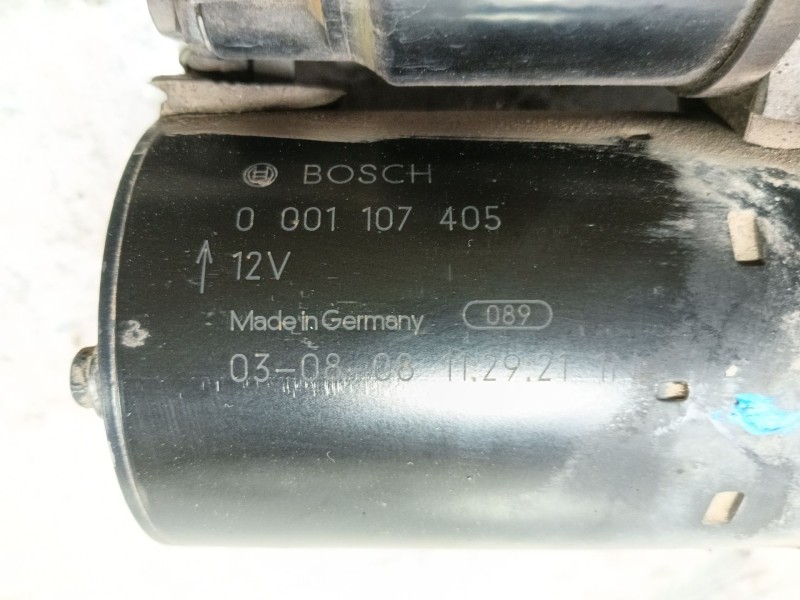 BOSCH
0 001 107 405
12V
Made in Germany 089
03-08 08 11.29.21